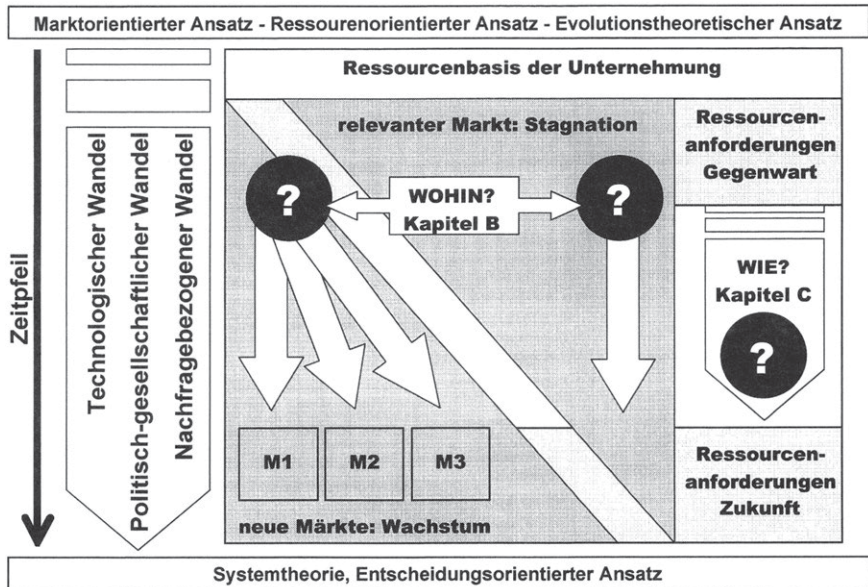 Marktorientierter Ansatz - Ressourenorientierter Ansatz - Evolutionstheoretischer Ansatz
Zeitpfeil
Technologischer Wandel
Politisch-gesellschaftlicher Wandel
Nachfragebezogener Wandel
Ressourcenbasis der Unternehmung
relevanter Markt: Stagnation
?
WOHIN?
Kapitel B
?
M1
M2
M3
neue Märkte: Wachstum
Ressourcen-
anforderungen
Gegenwart
WIE?
Kapitel C
?
Ressourcen-
anforderungen
Zukunft
Systemtheorie, Entscheidungsorientierter Ansatz